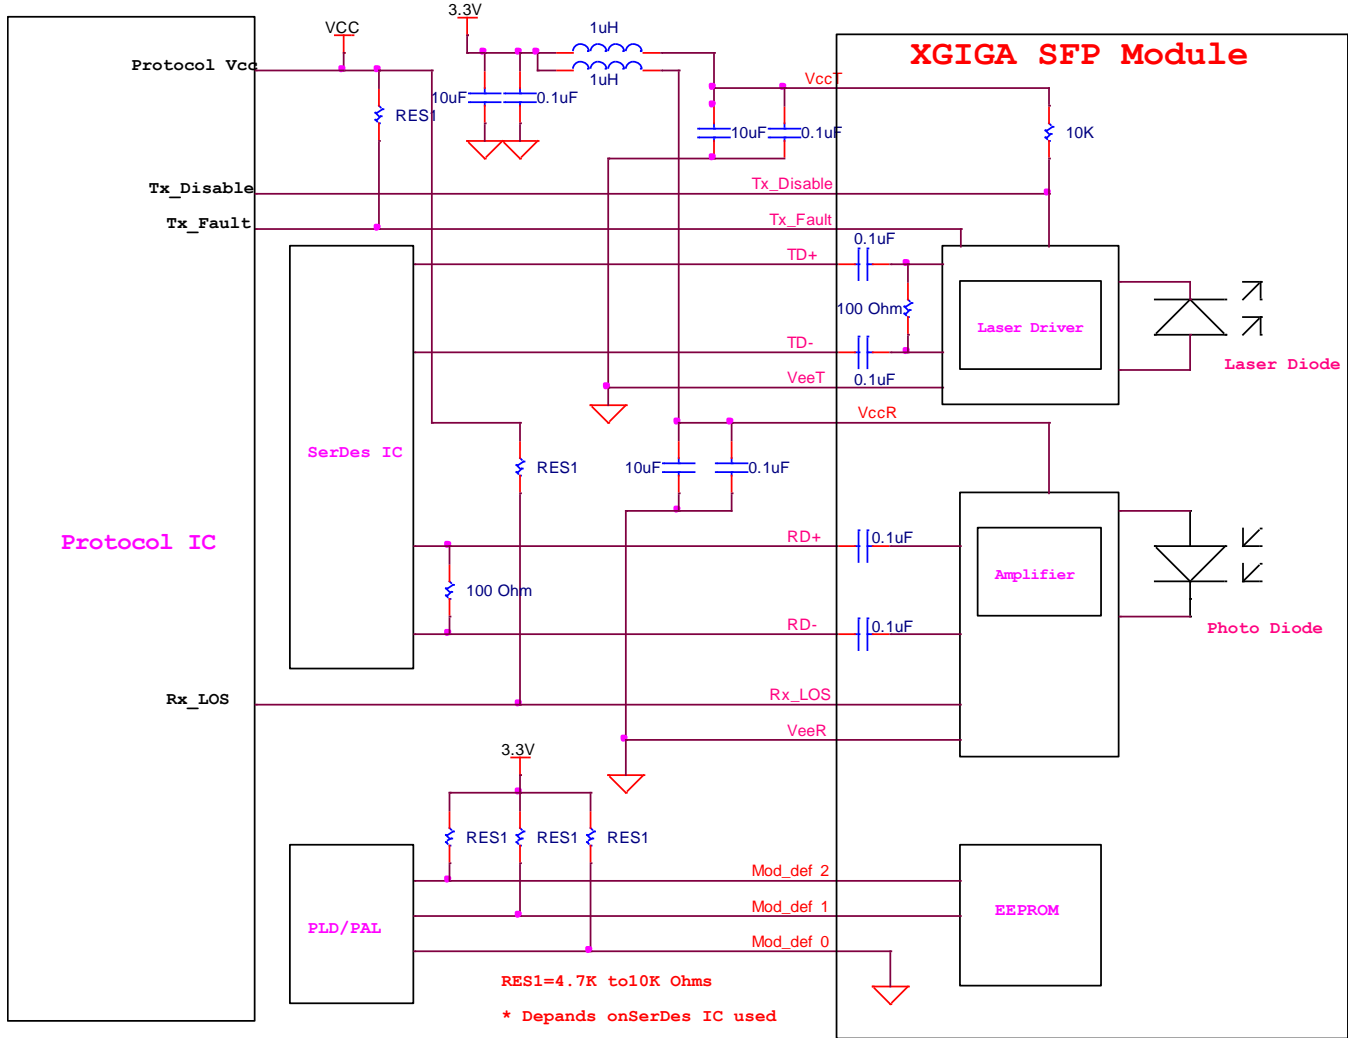 3.3V
VCC
1uH
XGIGA SFP Module
Protocol Vcc
1uH
VccT
10uF
0.1uF
RES1
10uF
0.1uF
10K
Tx_Disable
Tx_Disable
Tx_Fault
Tx_Fault
0.1uF
TD+
100 Ohm
Laser Driver
TD-
Laser Diode
VeeT
0.1uF
VccR
SerDes IC
RES1
10uF
0.1uF
Protocol IC
RD+
0.1uF
Amplifier
100 Ohm
RD-
0.1uF
Photo Diode
Rx_LOS
Rx_LOS
VeeR
3.3V
RES1
RES1
RES1
Mod_def 2
Mod_def 1
EEPROM
PLD/PAL
Mod_def 0
RES1=4.7K to10K Ohms
* Depands onSerDes IC used